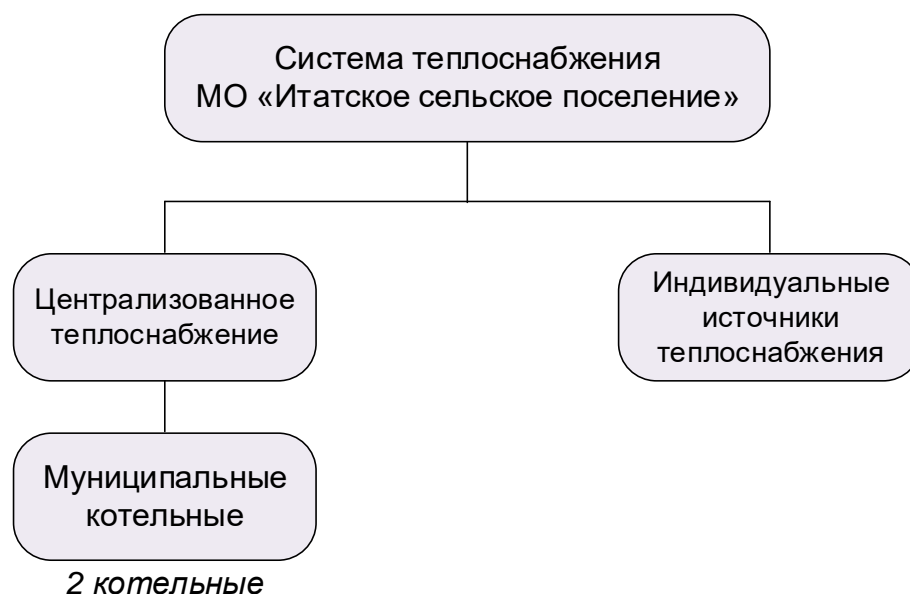 Система теплоснабжения
МО «Итатское сельское поселение»
Централизованное
теплоснабжение
Индивидуальные
источники
теплоснабжения
Муниципальные
котельные
2 котельные